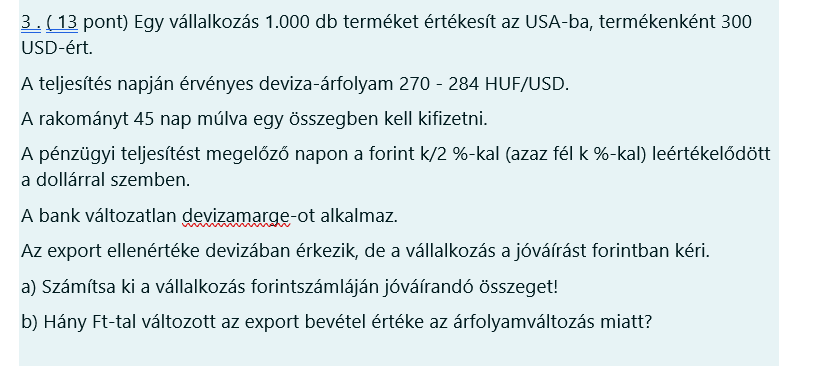 3. ( 13 pont) Egy vállalkozás 1.000 db terméket értékesít az USA-ba, termékenként 300
USD-ért.
A teljesítés napján érvényes deviza-árfolyam 270 - 284 HUF/USD.
A rakományt 45 nap múlva egy összegben kell kifizetni.
A pénzügyi teljesítést megelőző napon a forint k/2 %-kal (azaz fél k %-kal) leértékelődött
a dollárral szemben.
A bank változatlan devizamarge-ot alkalmaz.
Az export ellenértéke devizában érkezik, de a vállalkozás a jóváírást forintban kéri.
a) Számítsa ki a vállalkozás forintszámláján jóváírandó összeget!
b) Hány Ft-tal változott az export bevétel értéke az árfolyamváltozás miatt?